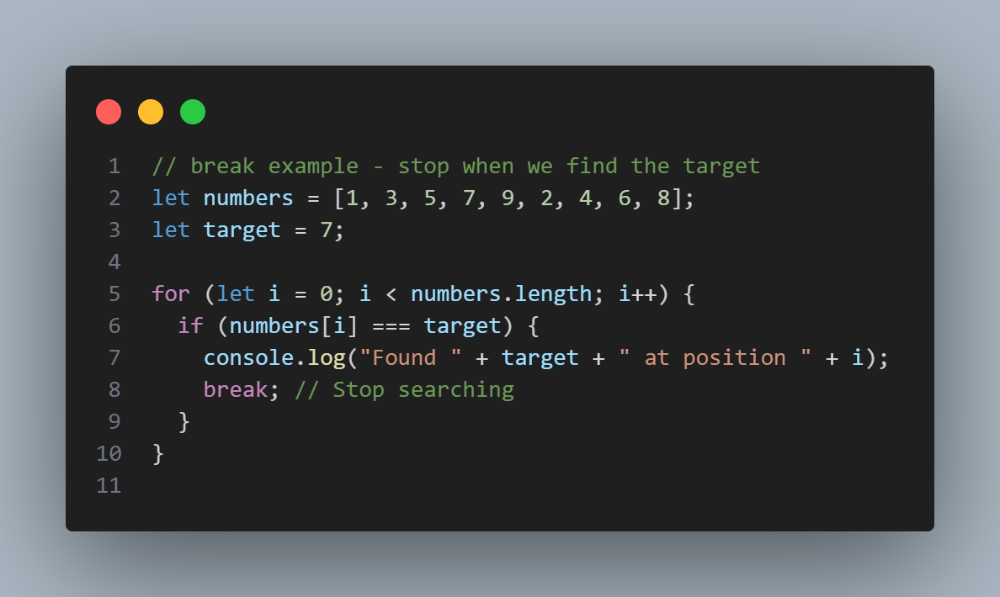 1 // break example - stop when we find the target
2 let numbers = [1, 3, 5, 7, 9, 2, 4, 6, 8];
3 let target = 7;
4
5 for (let i = 0; i < numbers.length; i++) {
6   if (numbers[i] === target) {
7     console.log("Found " + target + " at position " + i);
8     break; // Stop searching
9   }
10 }
11